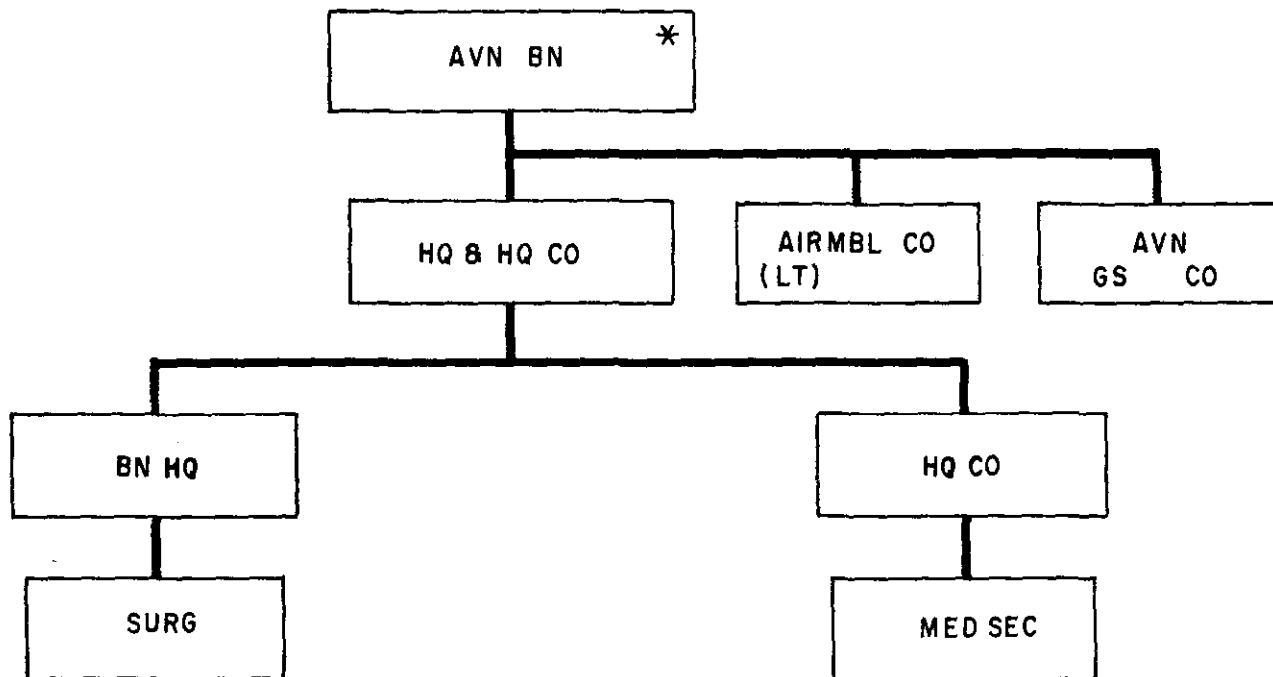 AVN BN *
HQ & HQ CO
AIRMBL CO
(LT)
AVN
GS CO
BN HQ
HQ CO
SURG
MED SEC